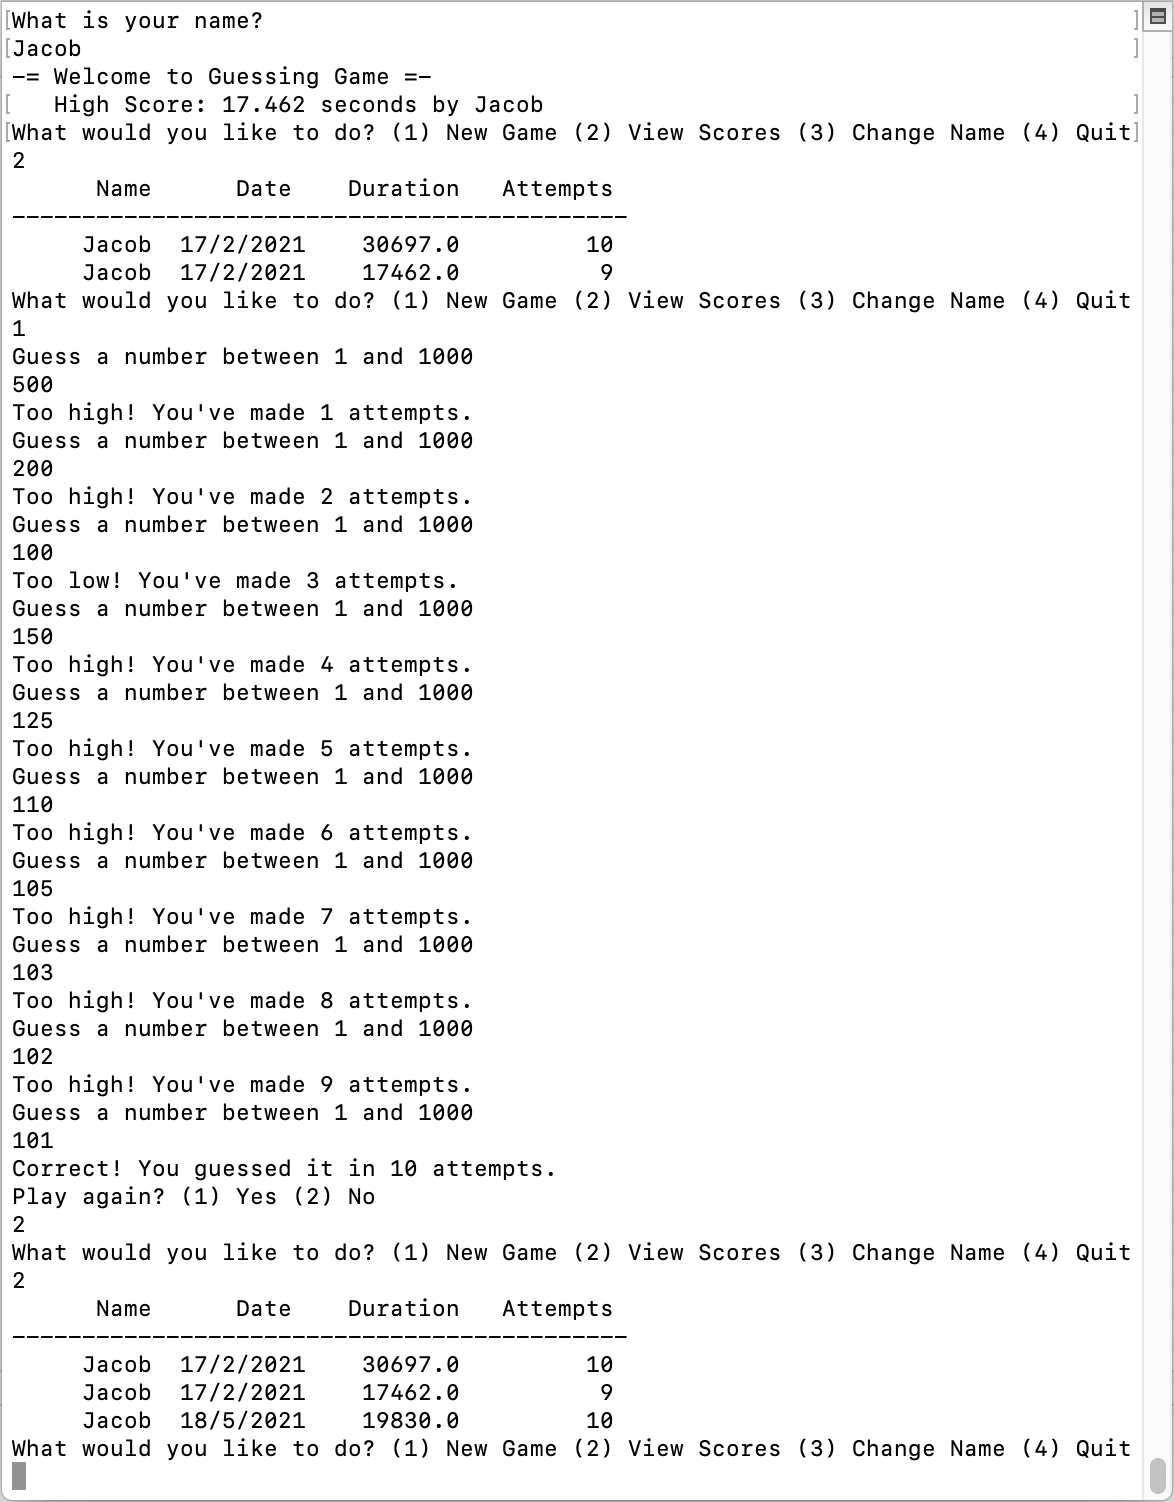 [What is your name?]
[Jacob]
-= Welcome to Guessing Game =-
[   High Score: 17.462 seconds by Jacob]
[What would you like to do? (1) New Game (2) View Scores (3) Change Name (4) Quit]
2
      Name      Date    Duration   Attempts
--------------------------------------------
     Jacob  17/2/2021    30697.0         10
     Jacob  17/2/2021    17462.0          9
What would you like to do? (1) New Game (2) View Scores (3) Change Name (4) Quit
1
Guess a number between 1 and 1000
500
Too high! You've made 1 attempts.
Guess a number between 1 and 1000
200
Too high! You've made 2 attempts.
Guess a number between 1 and 1000
100
Too low! You've made 3 attempts.
Guess a number between 1 and 1000
150
Too high! You've made 4 attempts.
Guess a number between 1 and 1000
125
Too high! You've made 5 attempts.
Guess a number between 1 and 1000
110
Too high! You've made 6 attempts.
Guess a number between 1 and 1000
105
Too high! You've made 7 attempts.
Guess a number between 1 and 1000
103
Too high! You've made 8 attempts.
Guess a number between 1 and 1000
102
Too high! You've made 9 attempts.
Guess a number between 1 and 1000
101
Correct! You guessed it in 10 attempts.
Play again? (1) Yes (2) No
2
What would you like to do? (1) New Game (2) View Scores (3) Change Name (4) Quit
2
      Name      Date    Duration   Attempts
--------------------------------------------
     Jacob  17/2/2021    30697.0         10
     Jacob  17/2/2021    17462.0          9
     Jacob  18/5/2021    19830.0         10
What would you like to do? (1) New Game (2) View Scores (3) Change Name (4) Quit